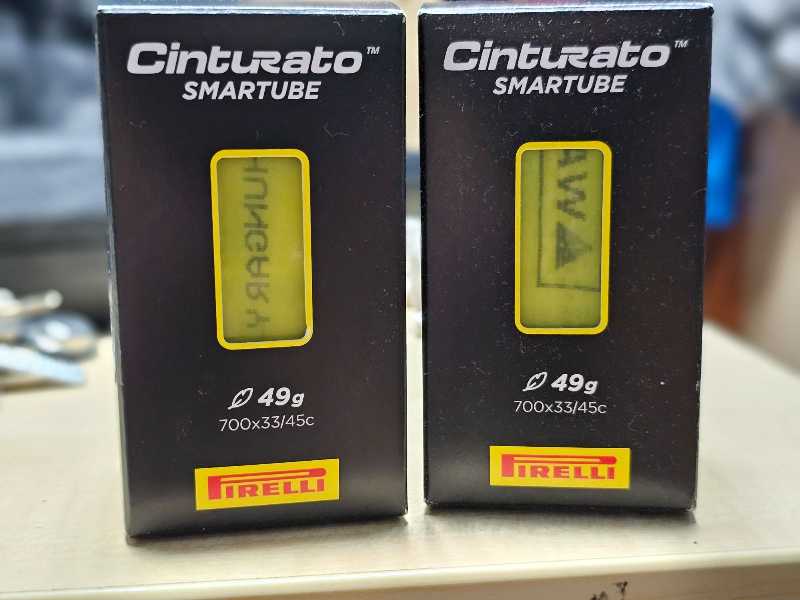 Cinturato™
SMARTUBE
HUNGARY
49g
700x33/45c
PIRELLI
Cinturato™
SMARTUBE
49g
700x33/45c
PIRELLI